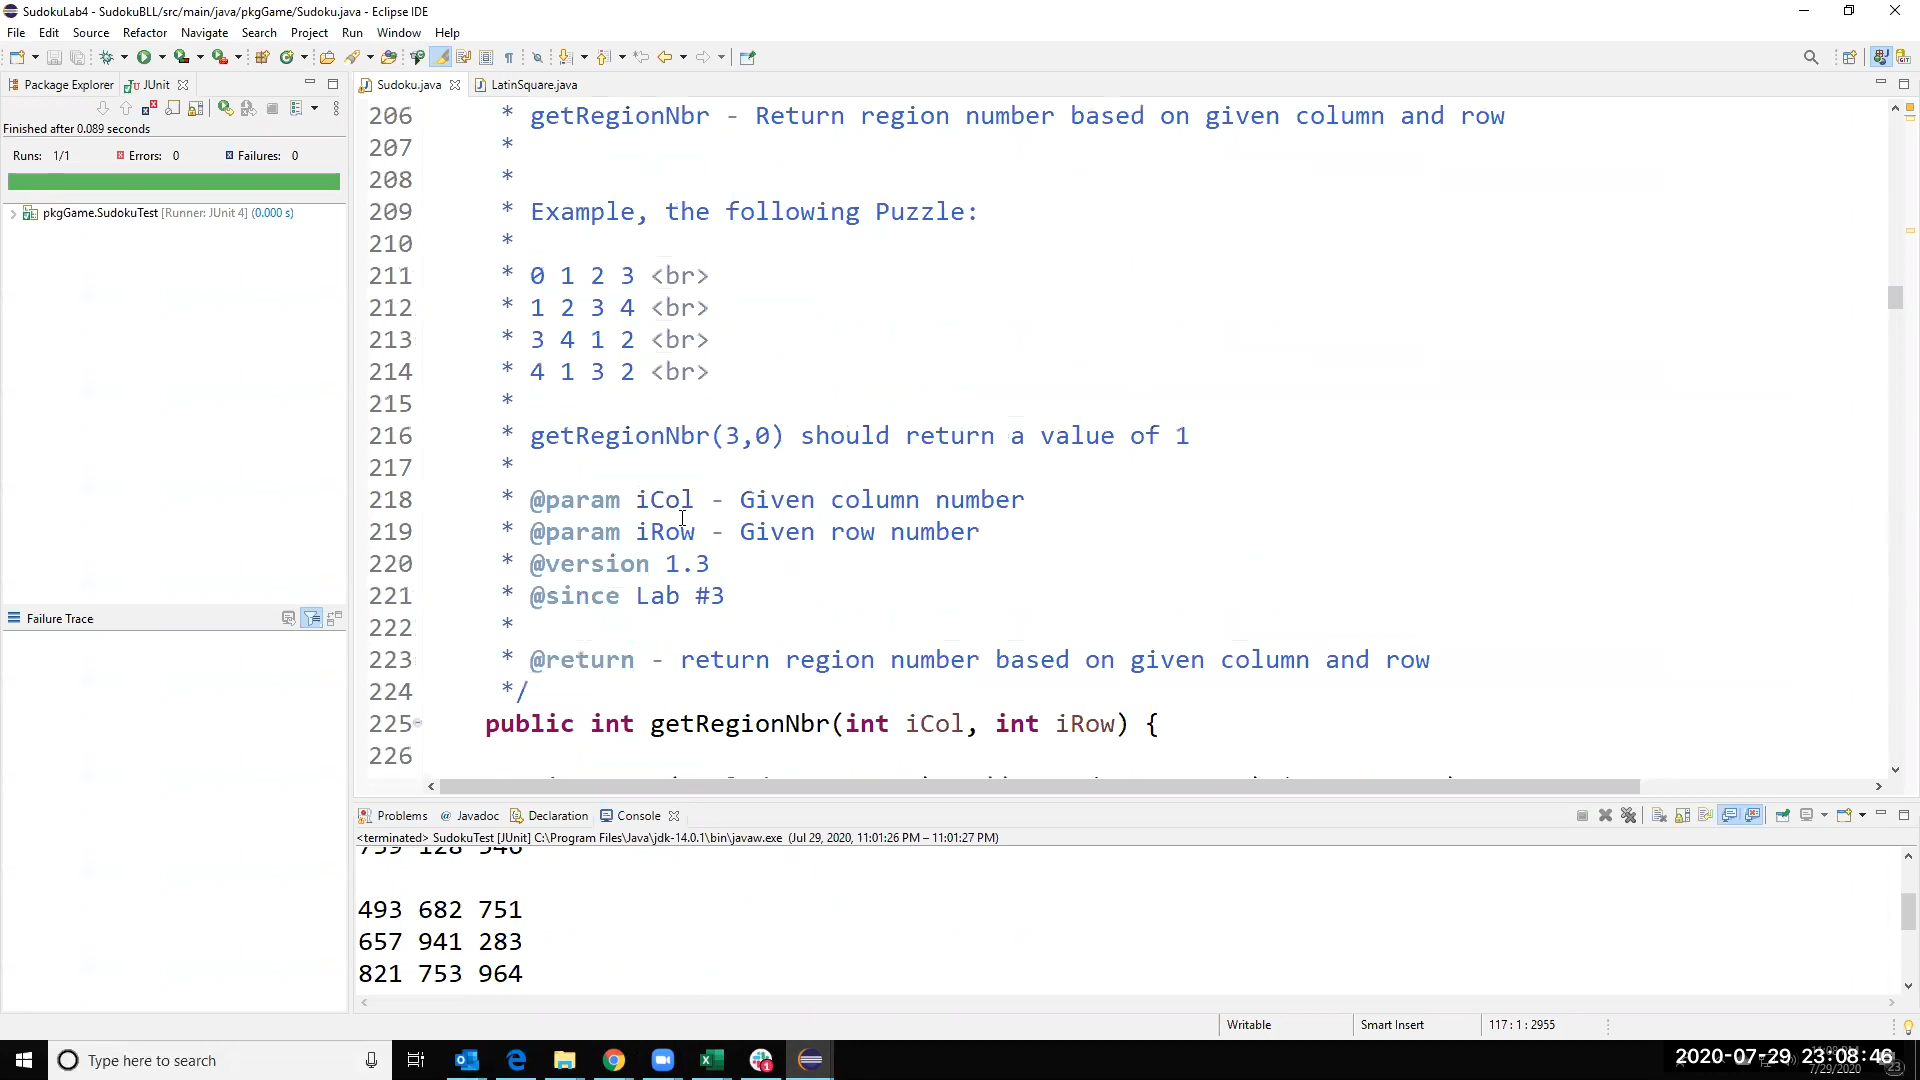 SudokuLab4 - SudokuBLL/src/main/java/pkgGame/Sudoku.java - Eclipse IDE
File Edit Source Refactor Navigate Search Project Run Window Help
Package Explorer JUnit
Finished after 0.089 seconds
Runs: 1/1 Errors: 0 Failures: 0
pkgGame.SudokuTest [Runner: JUnit 4] (0.000 s)
Failure Trace
Sudoku.java LatinSquare.java
206 * getRegionNbr - Return region number based on given column and row
207 *
208 *
209 * Example, the following Puzzle:
210 *
211 * 0 1 2 3 <br>
212 * 1 2 3 4 <br>
213 * 3 4 1 2 <br>
214 * 4 1 3 2 <br>
215 *
216 * getRegionNbr(3,0) should return a value of 1
217 *
218 * @param iCol - Given column number
219 * @param iRow - Given row number
220 * @version 1.3
221 * @since Lab #3
222 *
223 * @return - return region number based on given column and row
224 */
225 public int getRegionNbr(int iCol, int iRow) {
226
Problems Javadoc Declaration Console
<terminated> SudokuTest [JUnit] C:\Program Files\Java\jdk-14.0.1\bin\javaw.exe (Jul 29, 2020, 11:01:26 PM – 11:01:27 PM)
739 128 546
493 682 751
657 941 283
821 753 964
Writable Smart Insert 117 : 1 : 2955
Type here to search
2020-07-29 23:08:46
7/29/2020